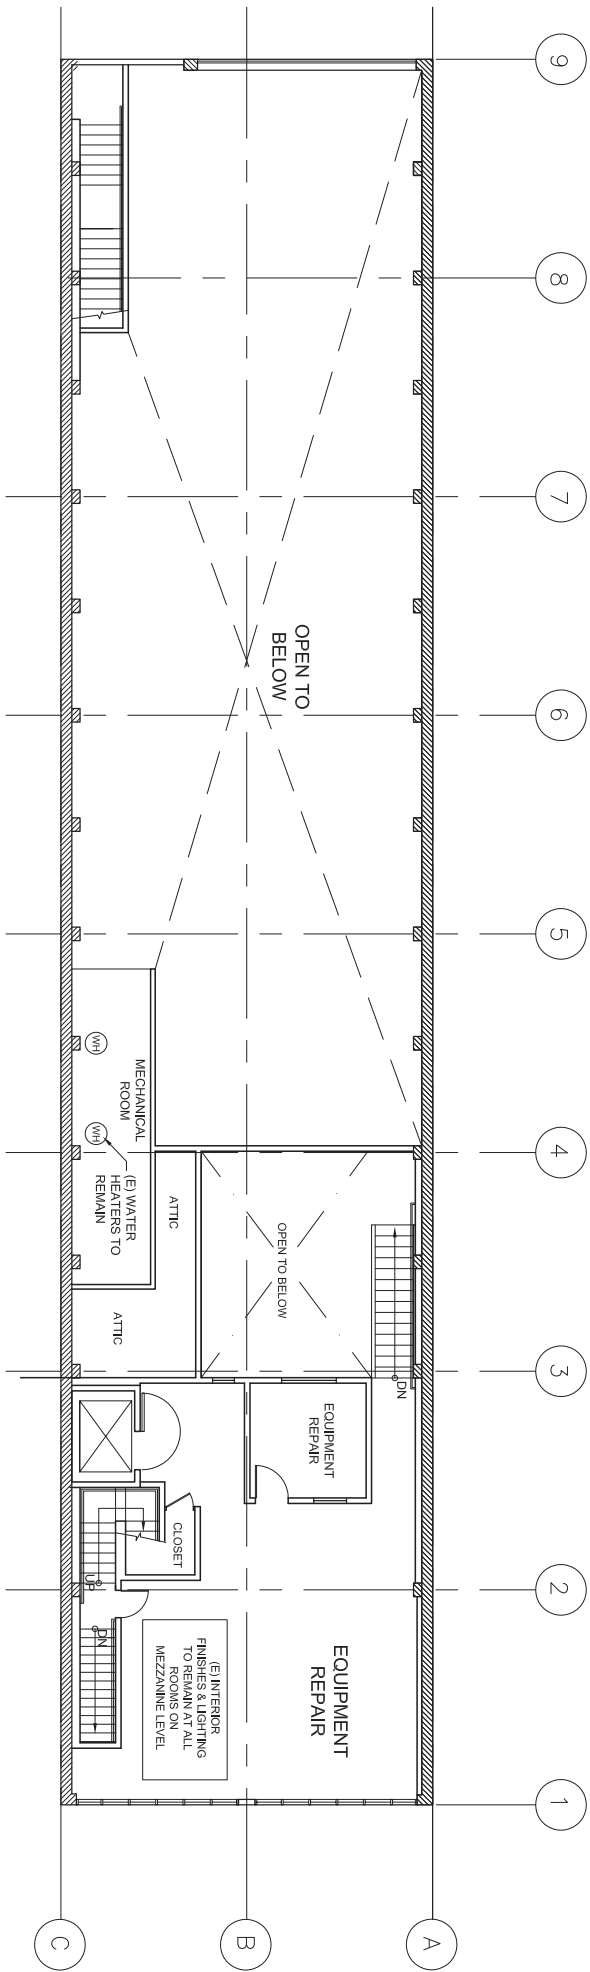 9
8
7
6
5
4
3
2
1
A
B
C
OPEN TO
BELOW
MECHANICAL
ROOM
WH
WH
(E) WATER
HEATERS TO
REMAIN
ATTIC
ATTIC
OPEN TO BELOW
DN
EQUIPMENT
REPAIR
CLOSET
UP
DN
EQUIPMENT
REPAIR
(E) INTERIOR
FINISHES & LIGHTING
TO REMAIN AT ALL
ROOMS ON
MEZZANINE LEVEL